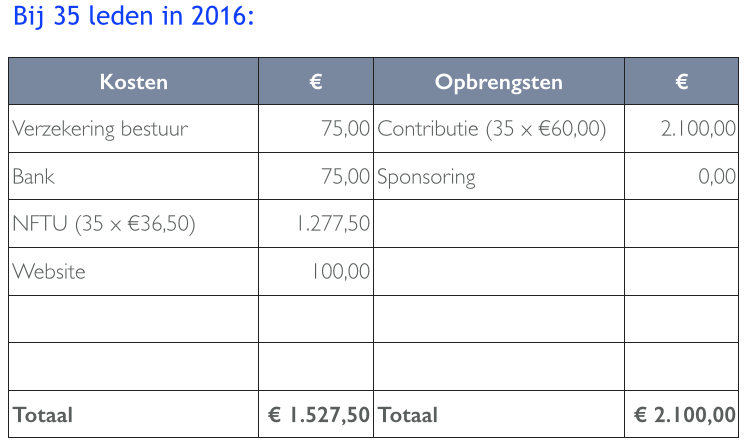 Bij 35 leden in 2016:
Kosten € Opbrengsten €
Verzekering bestuur 75,00 Contributie (35 x €60,00) 2.100,00
Bank 75,00 Sponsoring 0,00
NFTU (35 x €36,50) 1.277,50
Website 100,00
Totaal € 1.527,50 Totaal € 2.100,00